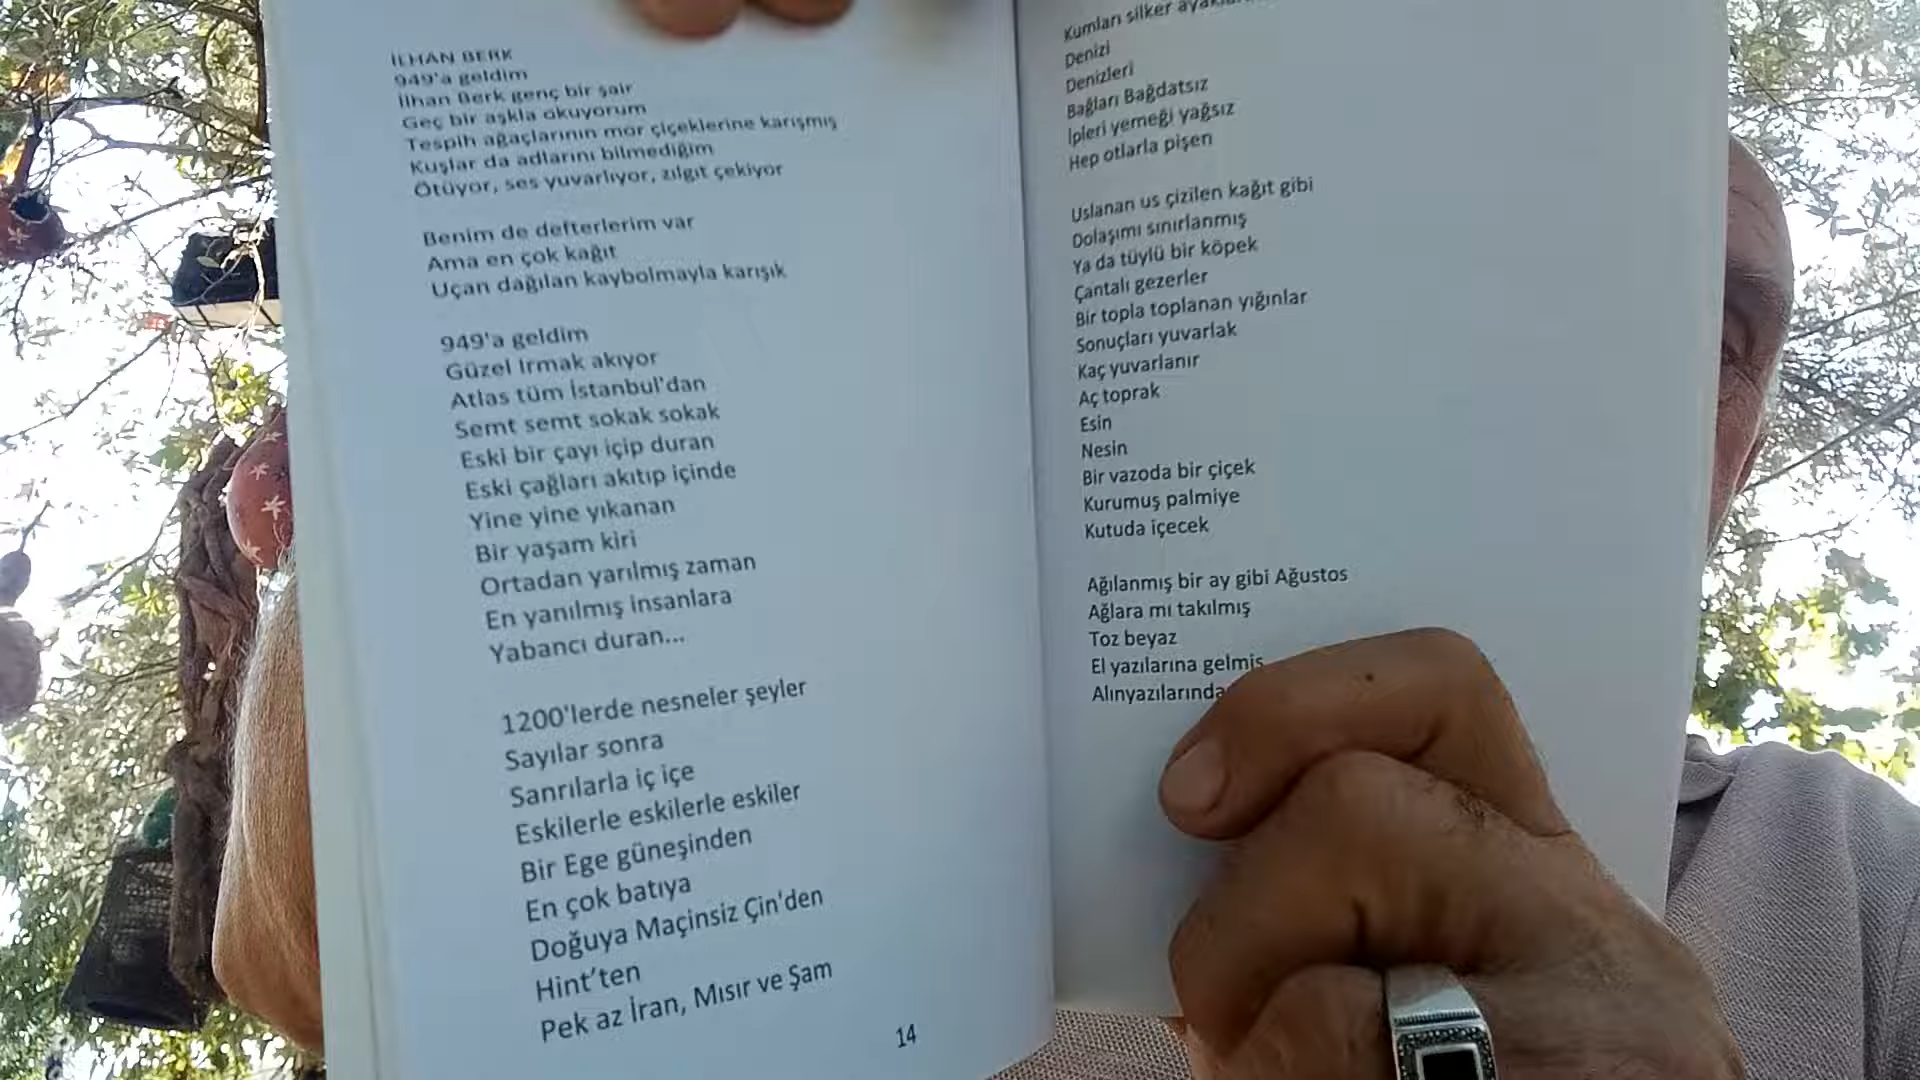 İLHAN BERK
949'a geldim
İlhan Berk genç bir şair
Geç bir aşkla okuyorum
Tespih ağaçlarının mor çiçeklerine karışmış
Kuşlar da adlarını bilmediğim
Ötüyor, ses yuvarlıyor, zılgıt çekiyor
Benim de defterlerim var
Ama en çok kağıt
Uçan dağılan kaybolmayla karışık
949'a geldim
Güzel Irmak akıyor
Atlas tüm İstanbul'dan
Semt semt sokak sokak
Eski bir çayı içip duran
Eski çağları akıtıp içinde
Yine yine yıkanan
Bir yaşam kiri
Ortadan yarılmış zaman
En yanılmış insanlara
Yabancı duran...
1200'lerde nesneler şeyler
Sayılar sonra
Sanrılarla iç içe
Eskilerle eskilerle eskiler
Bir Ege güneşinden
En çok batıya
Doğuya Maçinsiz Çin'den
Hint'ten
Pek az İran, Mısır ve Şam
14
Kumları silker
Denizi
Denizleri
Bağları Bağdatsız
İpleri yemeği yağsız
Hep otlarla pişen
Uslanan us çizilen kağıt gibi
Dolaşımı sınırlanmış
Ya da tüylü bir köpek
Çantalı gezerler
Bir topla toplanan yığınlar
Sonuçları yuvarlak
Kaç yuvarlanır
Aç toprak
Esin
Nesin
Bir vazoda bir çiçek
Kurumuş palmiye
Kutuda içecek
Ağılanmış bir ay gibi Ağustos
Ağlara mı takılmış
Toz beyaz
El yazılarına gelmiş
Alınyazılarında